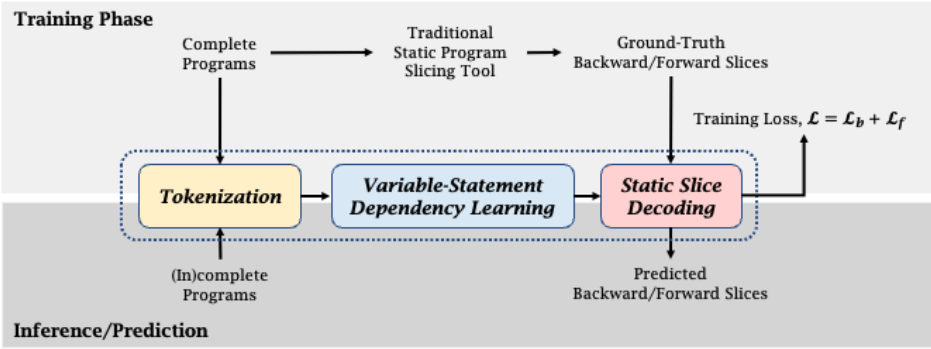 Training Phase
Complete
Programs
Traditional
Static Program
Slicing Tool
Ground-Truth
Backward/Forward Slices
Training Loss, 𝓛 = 𝓛b + 𝓛f
Tokenization
Variable-Statement
Dependency Learning
Static Slice
Decoding
(In)complete
Programs
Predicted
Backward/Forward Slices
Inference/Prediction